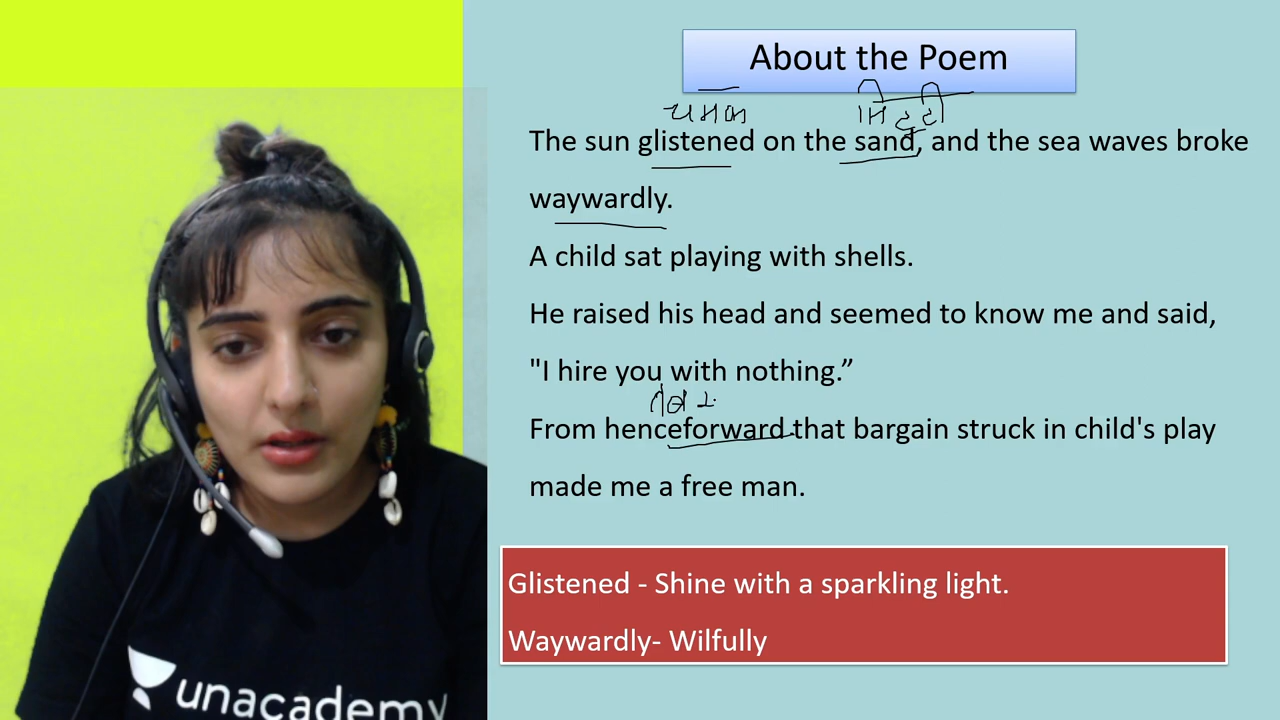 About the Poem
चमका मिट्टी
The sun glistened on the sand, and the sea waves broke
waywardly.
A child sat playing with shells.
He raised his head and seemed to know me and said,
"I hire you with nothing.”
From henceforward that bargain struck in child's play
made me a free man.
Glistened - Shine with a sparkling light.
Waywardly- Wilfully
unacademy